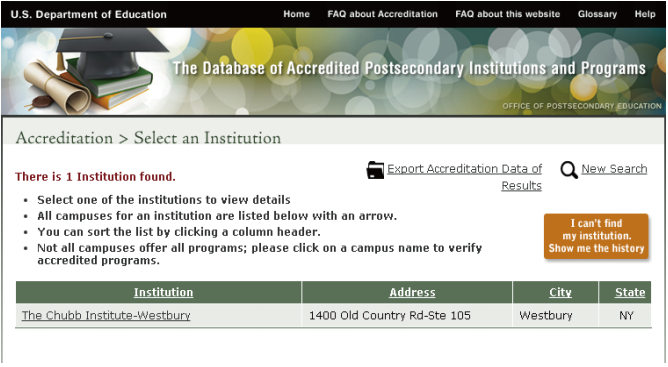 U.S. Department of Education Home FAQ about Accreditation FAQ about this website Glossary Help
The Database of Accredited Postsecondary Institutions and Programs
OFFICE OF POSTSECONDARY EDUCATION
Accreditation > Select an Institution
There is 1 Institution found.
Export Accreditation Data of
Results
New Search
• Select one of the institutions to view details
• All campuses for an institution are listed below with an arrow.
• You can sort the list by clicking a column header.
• Not all campuses offer all programs; please click on a campus name to verify
accredited programs.
I can't find
my institution.
Show me the history
Institution Address City State
The Chubb Institute-Westbury 1400 Old Country Rd-Ste 105 Westbury NY